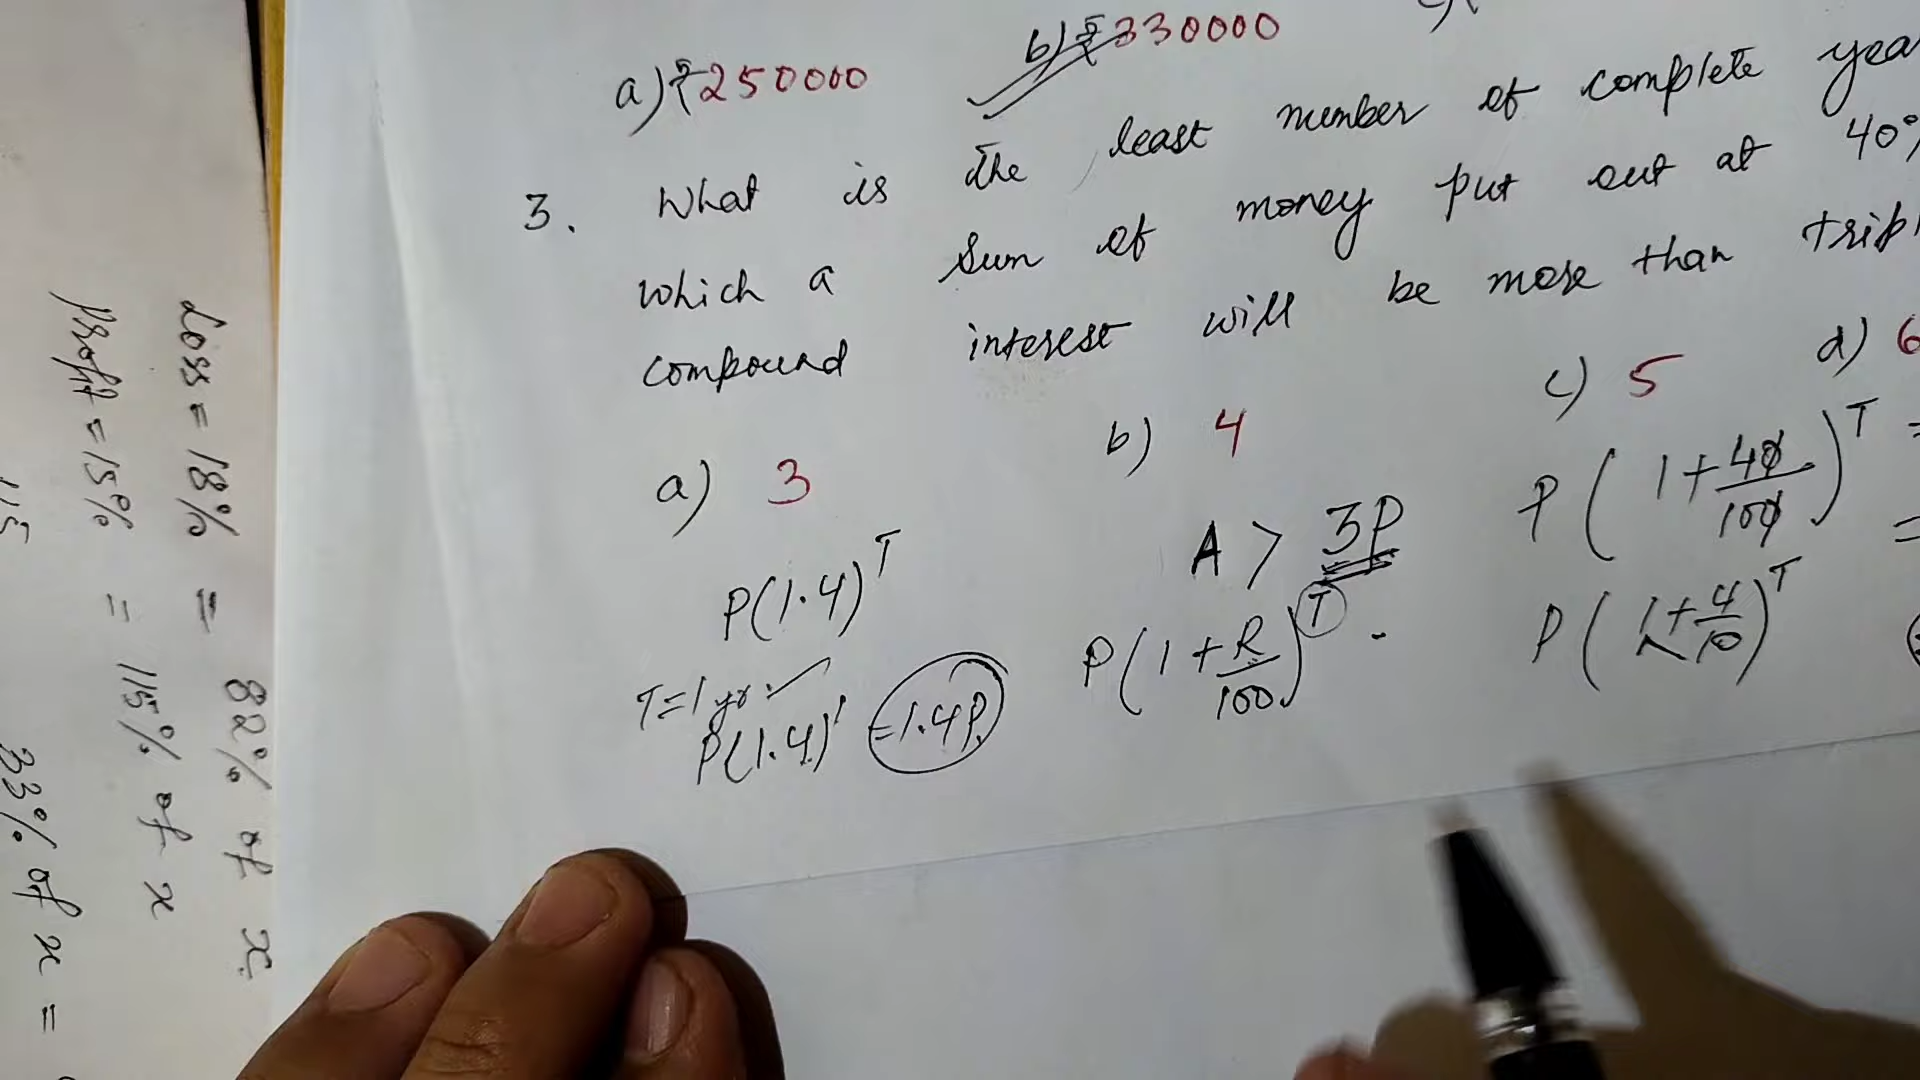 a) ₹250000
b) ₹330000
3. What is the least number of complete
which a sum of money put out at 40%
compound interest will be more than
a) 3
b) 4
c) 5
d) 6
P(1.4)^T
T=1 yr.
P(1.4)^1 = 1.4P.
A > 3P
P(1 + R/100)^T
P(1 + 40/100)^T =
P(1 + 4/10)^T
Loss = 18% = 82% of x
Profit = 15% = 115% of x
33% of x =